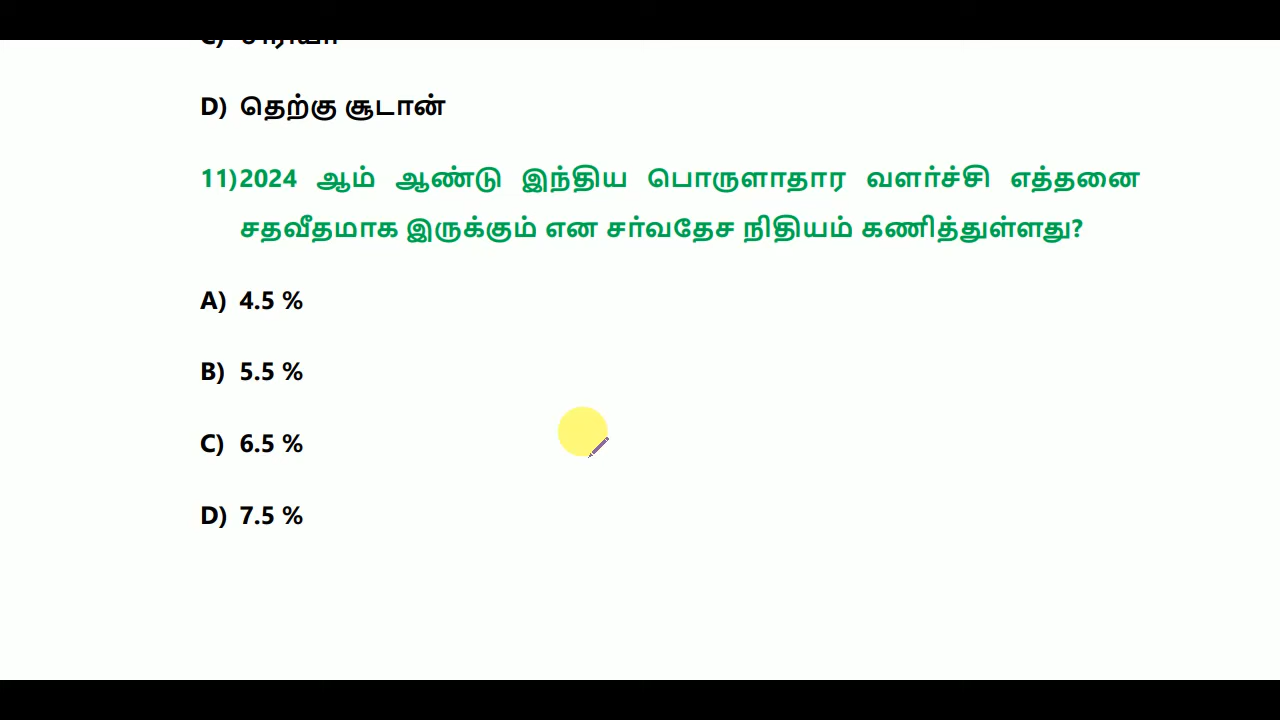 D) தெற்கு சூடான்
11)2024 ஆம் ஆண்டு இந்திய பொருளாதார வளர்ச்சி எத்தனை
சதவீதமாக இருக்கும் என சர்வதேச நிதியம் கணித்துள்ளது?
A) 4.5 %
B) 5.5 %
C) 6.5 %
D) 7.5 %